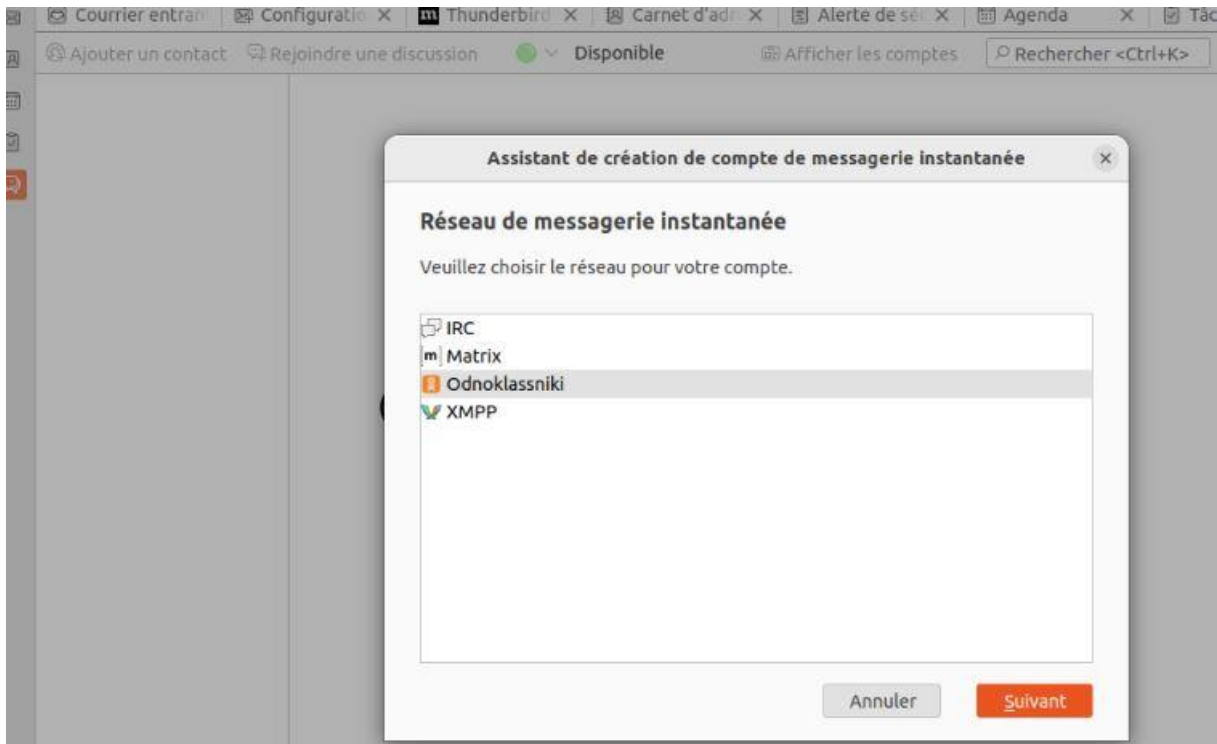 Courrier entran Configuratio Thunderbird Carnet d'adr Alerte de séc Agenda Tâc
Ajouter un contact Rejoindre une discussion Disponible Afficher les comptes Rechercher <Ctrl+K>
Assistant de création de compte de messagerie instantanée
Réseau de messagerie instantanée
Veuillez choisir le réseau pour votre compte.
IRC
[m] Matrix
Odnoklassniki
XMPP
Annuler Suivant